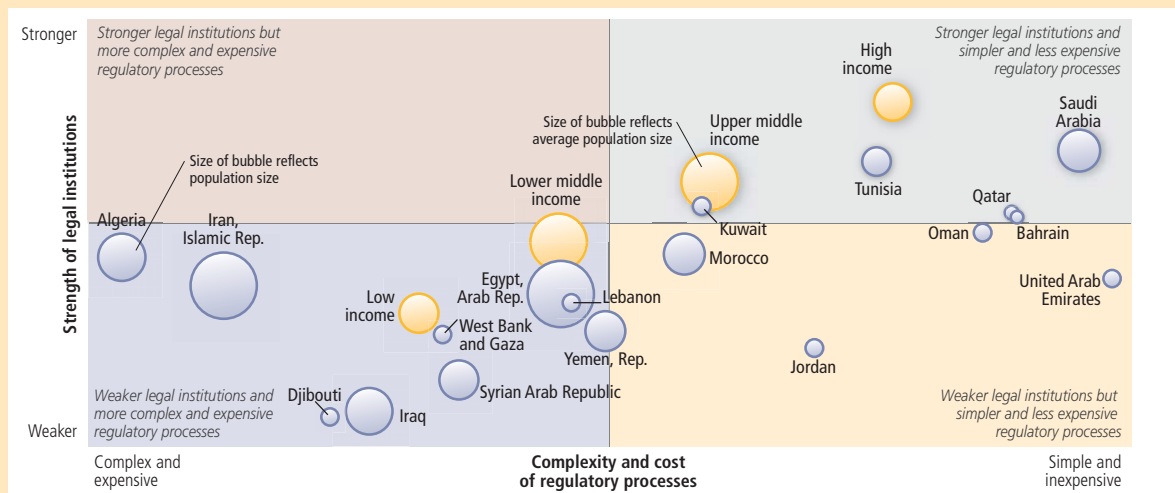 Stronger
Stronger legal institutions but
more complex and expensive
regulatory processes
Stronger legal institutions and
simpler and less expensive
regulatory processes
High
income
Saudi
Arabia
Size of bubble reflects
average population size
Upper middle
income
Size of bubble reflects
population size
Tunisia
Lower middle
income
Qatar
Algeria
Iran,
Islamic Rep.
Kuwait
Oman
Bahrain
Strength of legal institutions
Morocco
Egypt,
Arab Rep.
Lebanon
United Arab
Emirates
Low
income
West Bank
and Gaza
Yemen, Rep.
Jordan
Syrian Arab Republic
Djibouti
Iraq
Weaker legal institutions and
more complex and expensive
regulatory processes
Weaker legal institutions but
simpler and less expensive
regulatory processes
Weaker
Complex and
expensive
Complexity and cost
of regulatory processes
Simple and
inexpensive